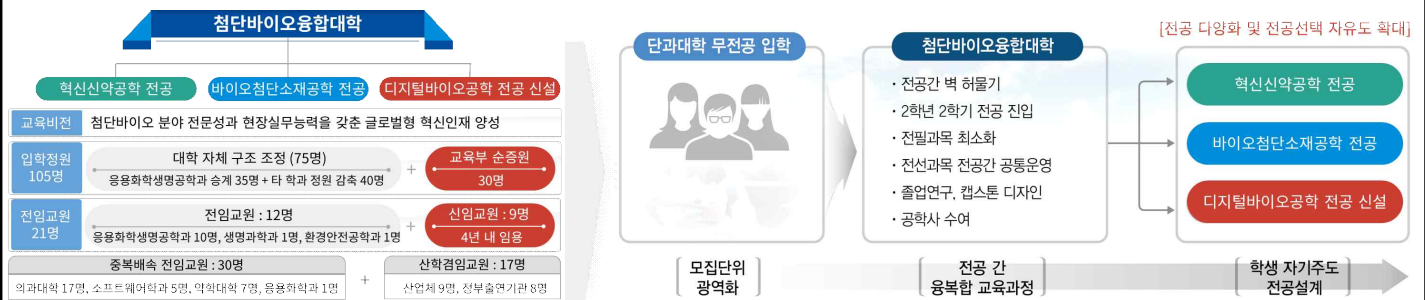 첨단바이오융합대학
혁신신약공학 전공
바이오첨단소재공학 전공
디지털바이오공학 전공 신설
교육비전
첨단바이오 분야 전문성과 현장실무능력을 갖춘 글로벌형 혁신인재 양성
입학정원
105명
대학 자체 구조 조정 (75명)
응용화학생명공학과 승계 35명 + 타 학과 정원 감축 40명
+
교육부 순증원
30명
전임교원
21명
전임교원 : 12명
응용화학생명공학과 10명, 생명과학과 1명, 환경안전공학과 1명
+
신임교원 : 9명
4년 내 임용
중복배속 전임교원 : 30명
의과대학 17명, 소프트웨어학과 5명, 약학대학 7명, 응용화학과 1명
+
산학겸임교원 : 17명
산업체 9명, 정부출연기관 8명
단과대학 무전공 입학
모집단위
광역화
첨단바이오융합대학
· 전공간 벽 허물기
· 2학년 2학기 전공 진입
· 전필과목 최소화
· 전선과목 전공간 공통운영
· 졸업연구, 캡스톤 디자인
· 공학사 수여
전공 간
융복합 교육과정
[전공 다양화 및 전공선택 자유도 확대]
혁신신약공학 전공
바이오첨단소재공학 전공
디지털바이오공학 전공 신설
학생 자기주도
전공설계